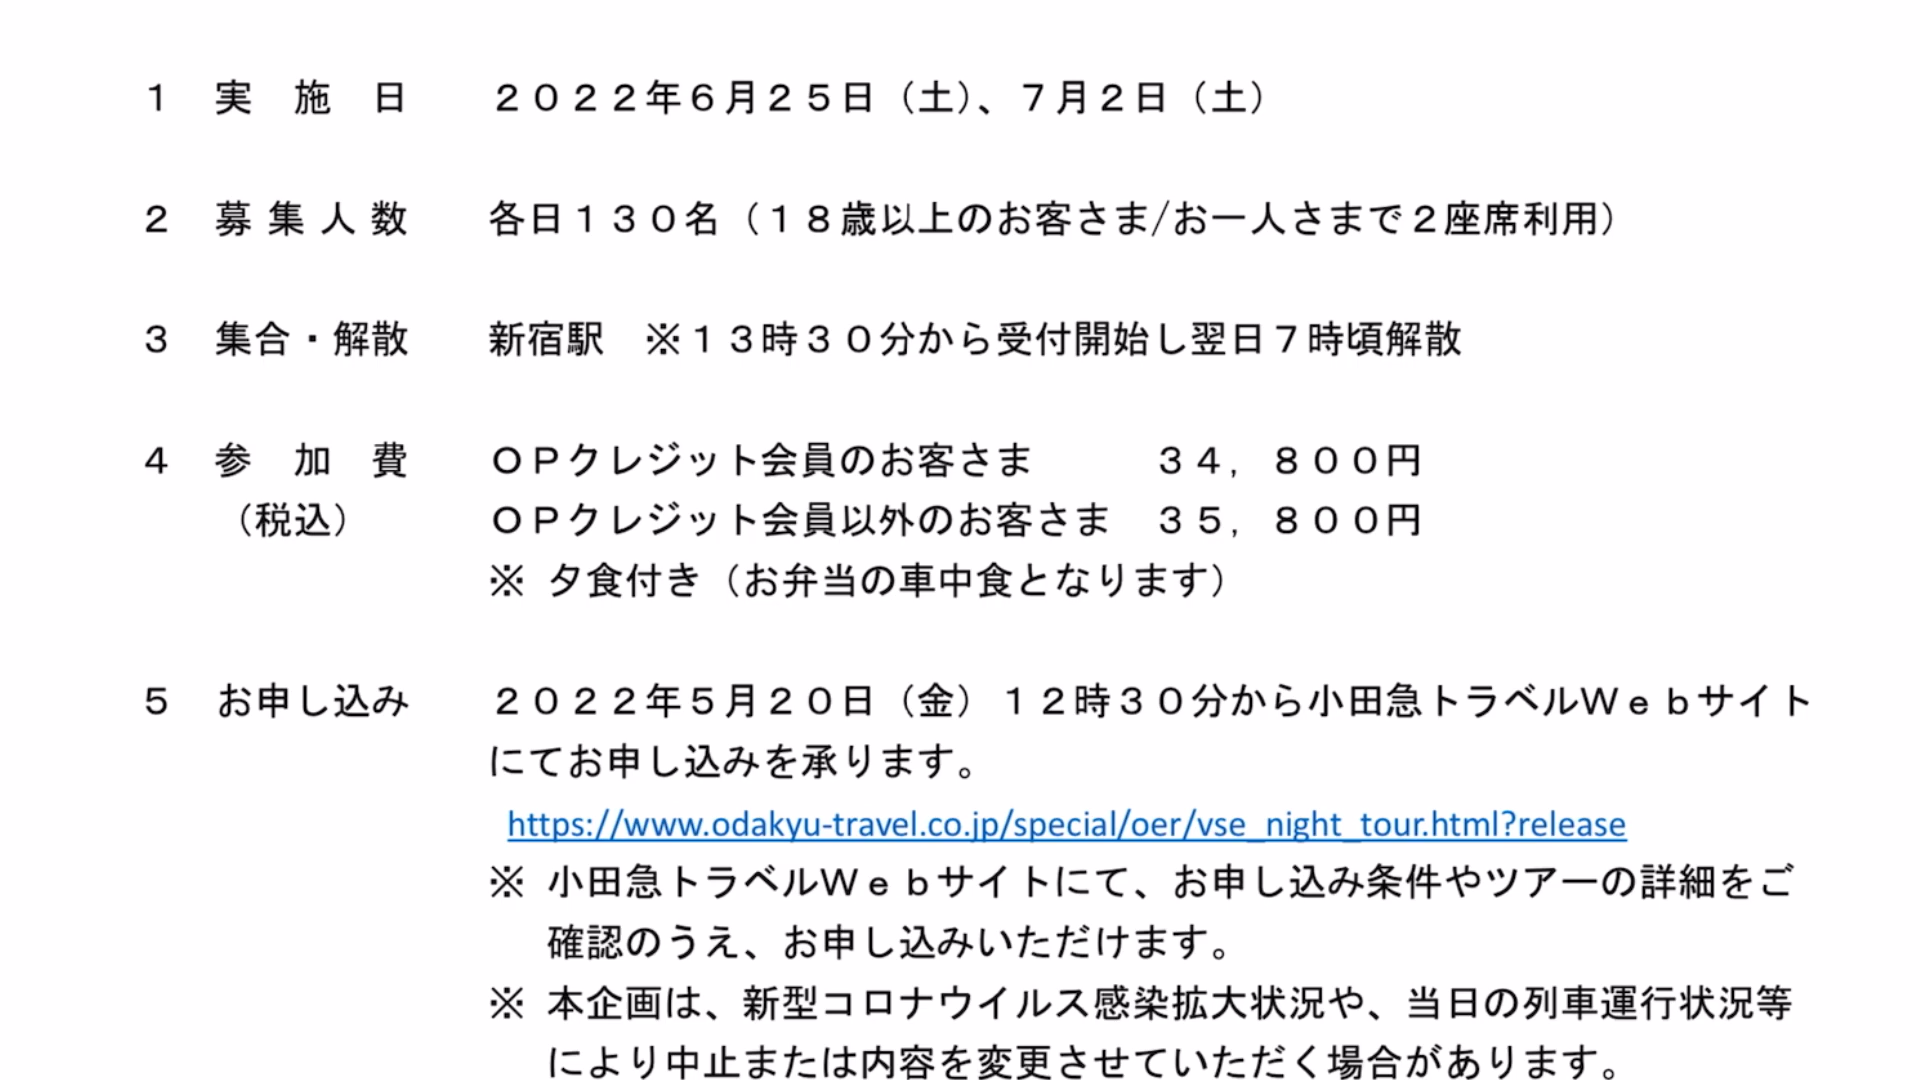 １　実　施　日　　２０２２年６月２５日（土）、７月２日（土）
２　募 集 人 数　　各日１３０名（１８歳以上のお客さま/お一人さまで２座席利用）
３　集合・解散　　新宿駅　※１３時３０分から受付開始し翌日７時頃解散
４　参　加　費　　ＯＰクレジット会員のお客さま　　　３４，８００円
（税込）　　ＯＰクレジット会員以外のお客さま　３５，８００円
※ 夕食付き（お弁当の車中食となります）
５　お申し込み　　２０２２年５月２０日（金）１２時３０分から小田急トラベルＷｅｂサイト
にてお申し込みを承ります。
https://www.odakyu-travel.co.jp/special/oer/vse_night_tour.html?release
※ 小田急トラベルＷｅｂサイトにて、お申し込み条件やツアーの詳細をご
確認のうえ、お申し込みいただけます。
※ 本企画は、新型コロナウイルス感染拡大状況や、当日の列車運行状況等
により中止または内容を変更させていただく場合があります。